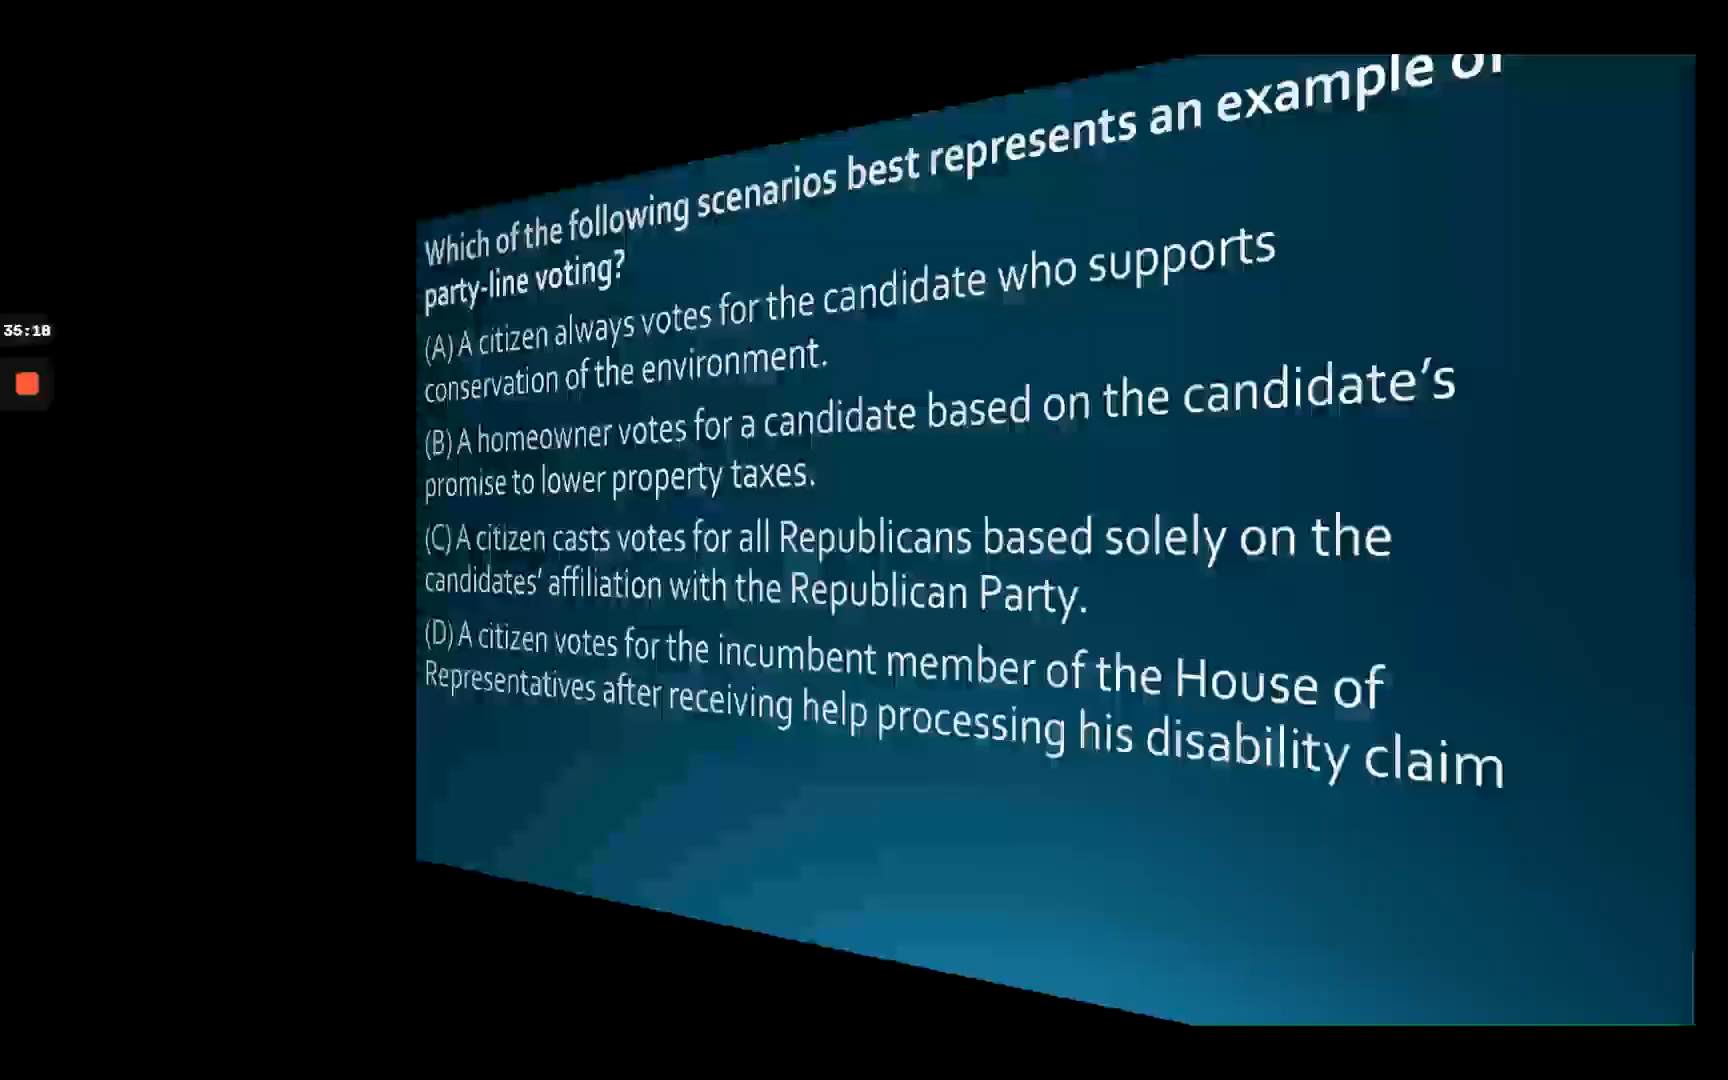 Which of the following scenarios best represents an example of
party-line voting?
(A) A citizen always votes for the candidate who supports
conservation of the environment.
(B) A homeowner votes for a candidate based on the candidate’s
promise to lower property taxes.
(C) A citizen casts votes for all Republicans based solely on the
candidates’ affiliation with the Republican Party.
(D) A citizen votes for the incumbent member of the House of
Representatives after receiving help processing his disability claim
35:18